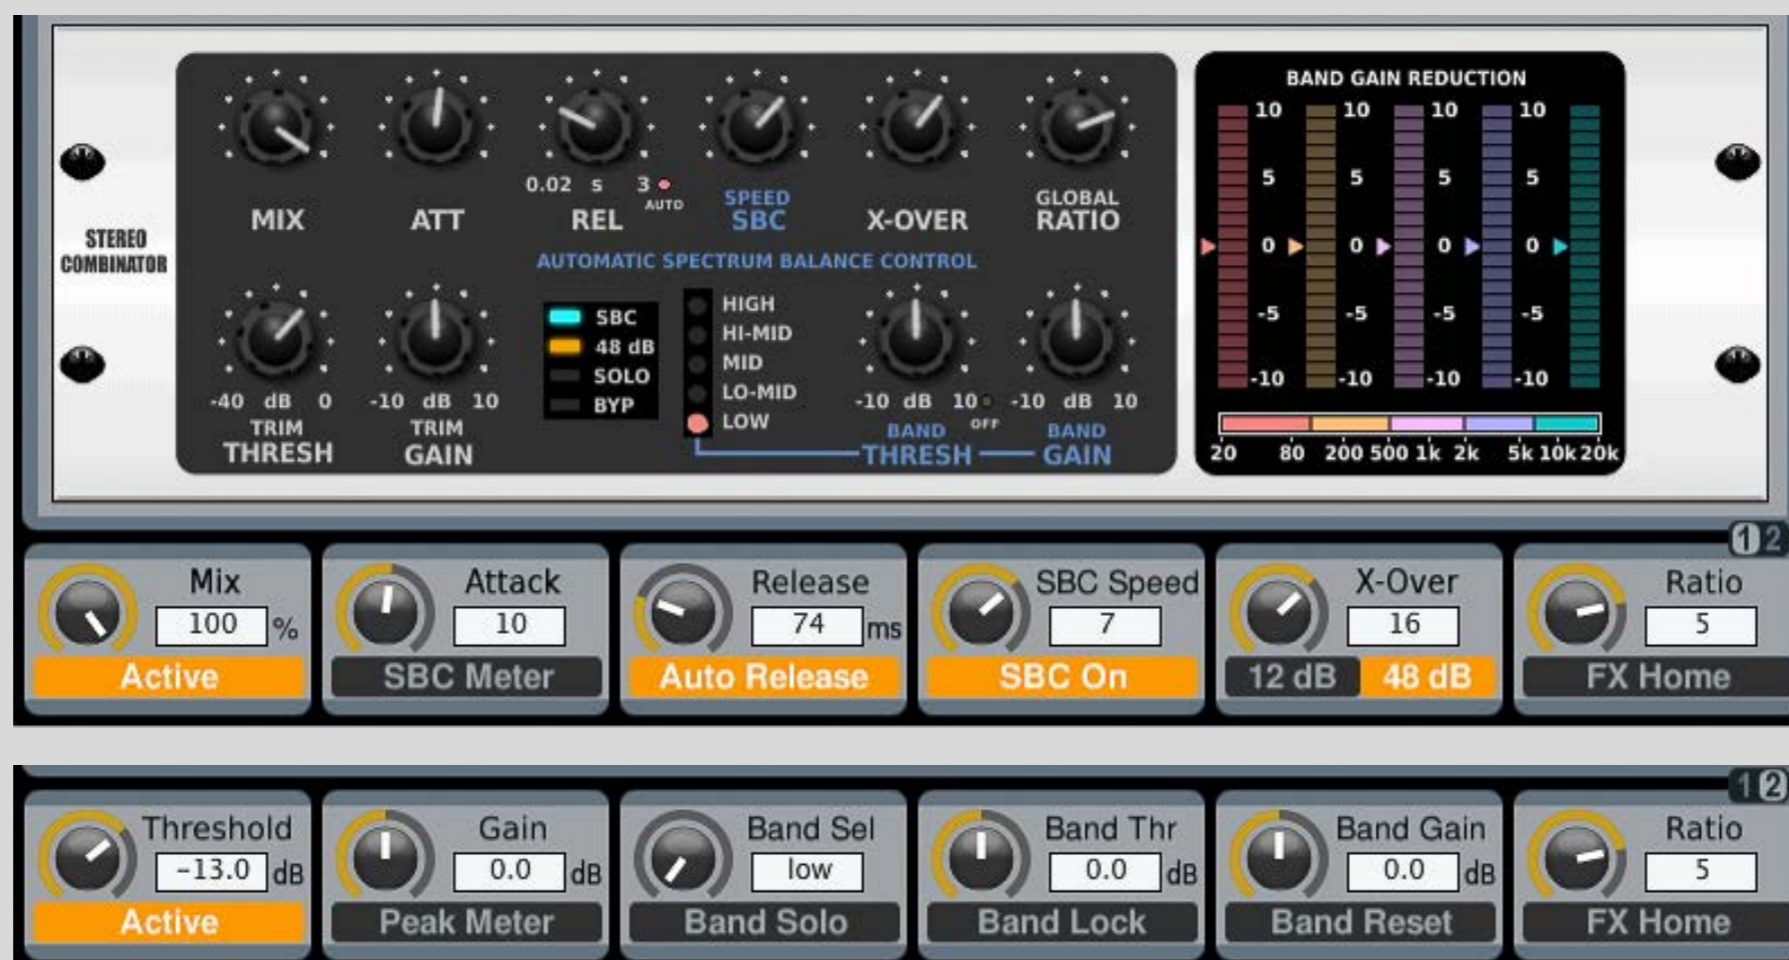 BAND GAIN REDUCTION
10 10 10 10
5 5 5 5
0 0 0 0
-5 -5 -5 -5
-10 -10 -10 -10
20 80 200 500 1k 2k 5k 10k 20k
STEREO
COMBINATOR
0.02 s 3
AUTO
SPEED
GLOBAL
MIX ATT REL SBC X-OVER RATIO
AUTOMATIC SPECTRUM BALANCE CONTROL
SBC
48 dB
SOLO
BYP
HIGH
HI-MID
MID
LO-MID
LOW
-40 dB 0 -10 dB 10 -10 dB 10 -10 dB 10
OFF
TRIM TRIM BAND BAND
THRESH GAIN THRESH GAIN
1 2
Mix Attack Release SBC Speed X-Over Ratio
100 % 10 74 ms 7 16 5
Active SBC Meter Auto Release SBC On 12 dB 48 dB FX Home
1 2
Threshold Gain Band Sel Band Thr Band Gain Ratio
-13.0 dB 0.0 dB low 0.0 dB 0.0 dB 5
Active Peak Meter Band Solo Band Lock Band Reset FX Home